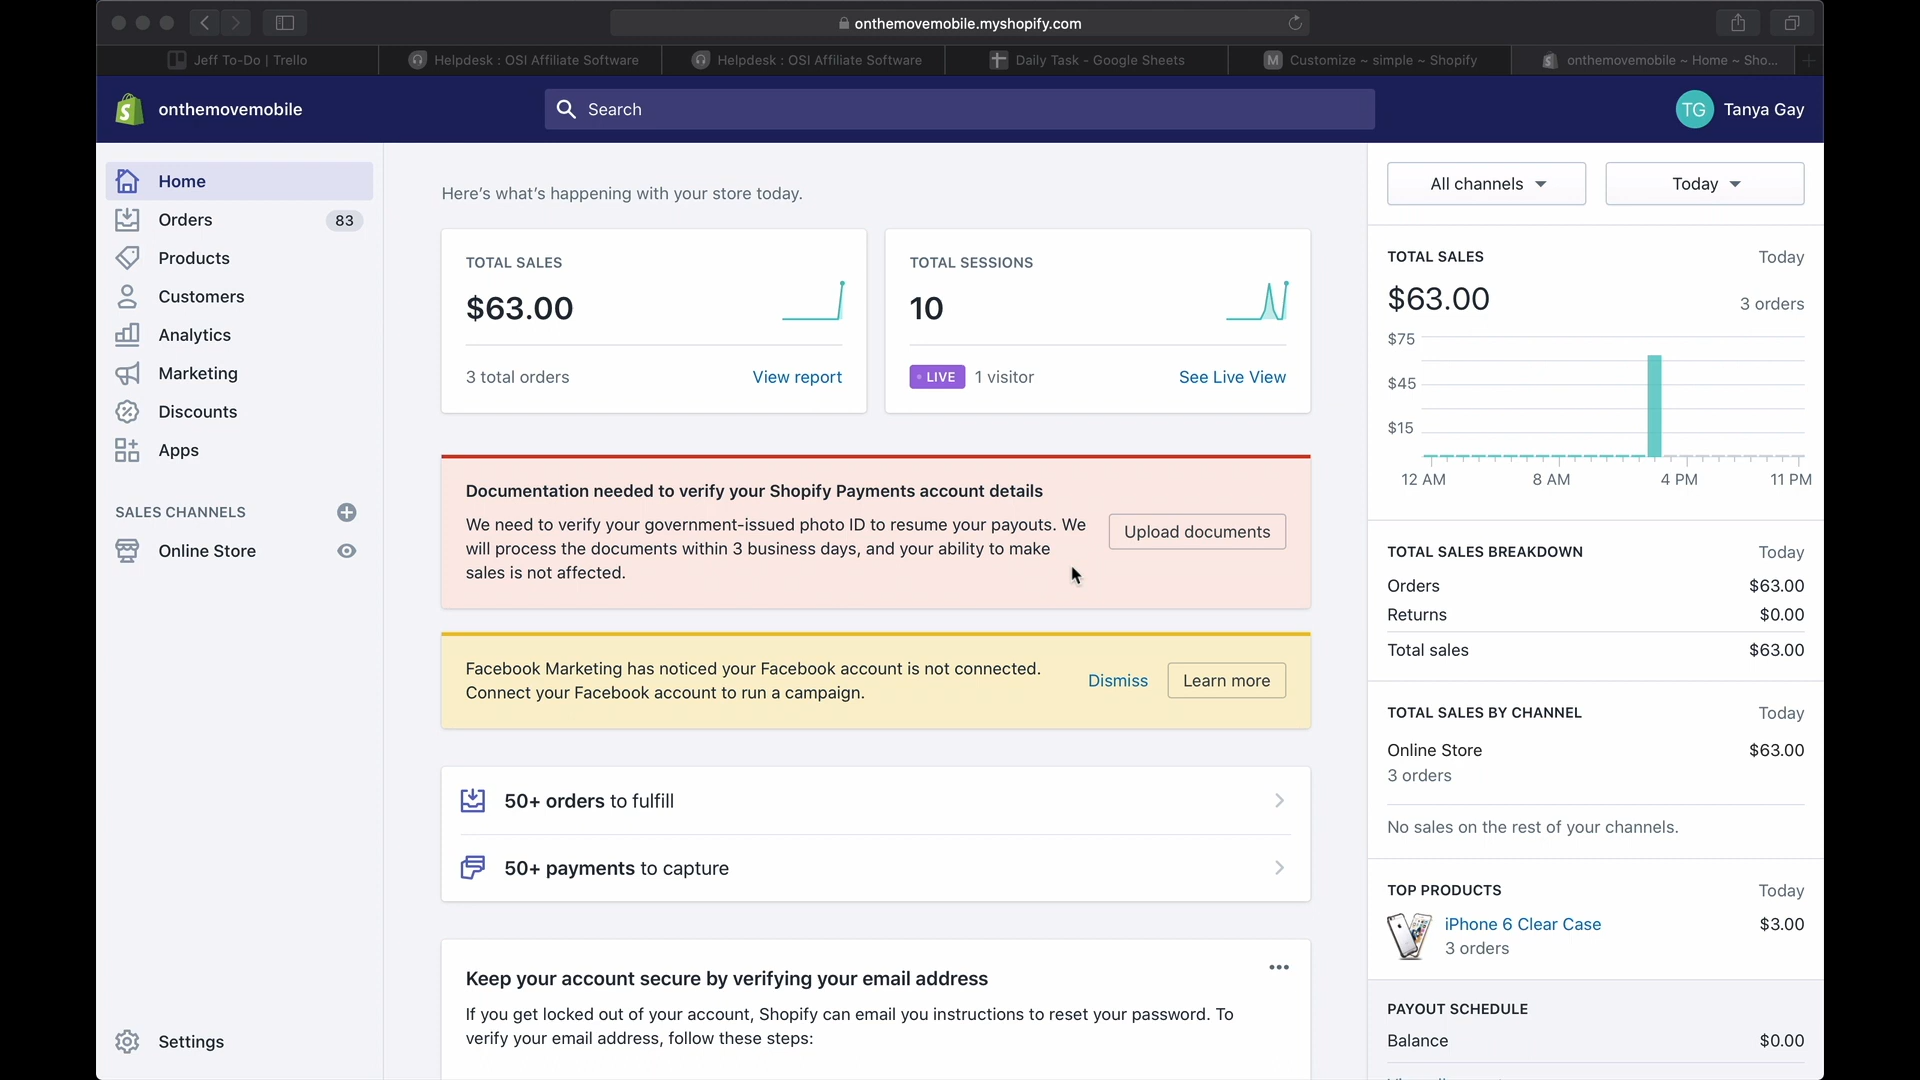 onthemovemobile.myshopify.com
Jeff To-Do | Trello
Helpdesk : OSI Affiliate Software
Helpdesk : OSI Affiliate Software
Daily Task - Google Sheets
M
Customize ~ simple ~ Shopify
onthemovemobile ~ Home ~ Sho...
onthemovemobile
Search
TG
Tanya Gay
Home
Orders
83
Products
Customers
Analytics
Marketing
Discounts
Apps
SALES CHANNELS
Online Store
Settings
Here's what's happening with your store today.
TOTAL SALES
$63.00
3 total orders
View report
TOTAL SESSIONS
10
LIVE
1 visitor
See Live View
Documentation needed to verify your Shopify Payments account details
We need to verify your government-issued photo ID to resume your payouts. We
will process the documents within 3 business days, and your ability to make
sales is not affected.
Upload documents
Facebook Marketing has noticed your Facebook account is not connected.
Connect your Facebook account to run a campaign.
Dismiss
Learn more
50+ orders to fulfill
50+ payments to capture
Keep your account secure by verifying your email address
If you get locked out of your account, Shopify can email you instructions to reset your password. To
verify your email address, follow these steps:
All channels
Today
TOTAL SALES
Today
$63.00
3 orders
$75
$45
$15
12 AM
8 AM
4 PM
11 PM
TOTAL SALES BREAKDOWN
Today
Orders
$63.00
Returns
$0.00
Total sales
$63.00
TOTAL SALES BY CHANNEL
Today
Online Store
$63.00
3 orders
No sales on the rest of your channels.
TOP PRODUCTS
Today
iPhone 6 Clear Case
$3.00
3 orders
PAYOUT SCHEDULE
Balance
$0.00